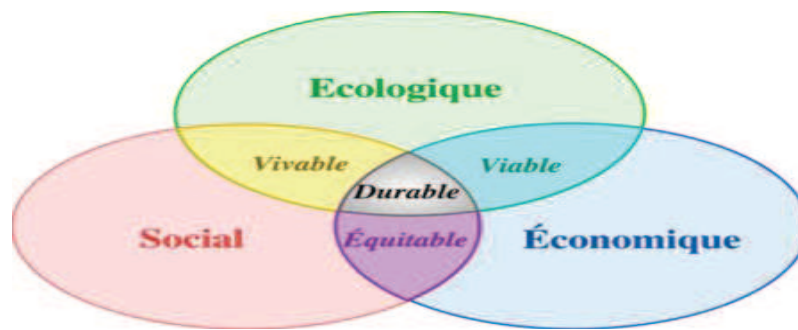 Ecologique
Vivable
Viable
Durable
Social
Équitable
Économique